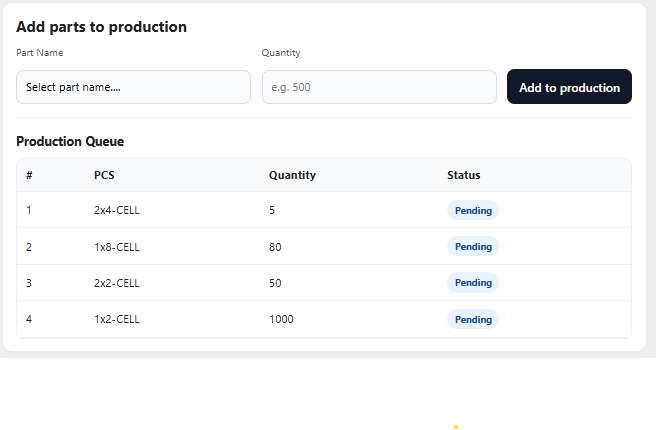 Add parts to production
Part Name Quantity
Select part name.... e.g. 500 Add to production
Production Queue
# PCS Quantity Status
1 2x4-CELL 5 Pending
2 1x8-CELL 80 Pending
3 2x2-CELL 50 Pending
4 1x2-CELL 1000 Pending